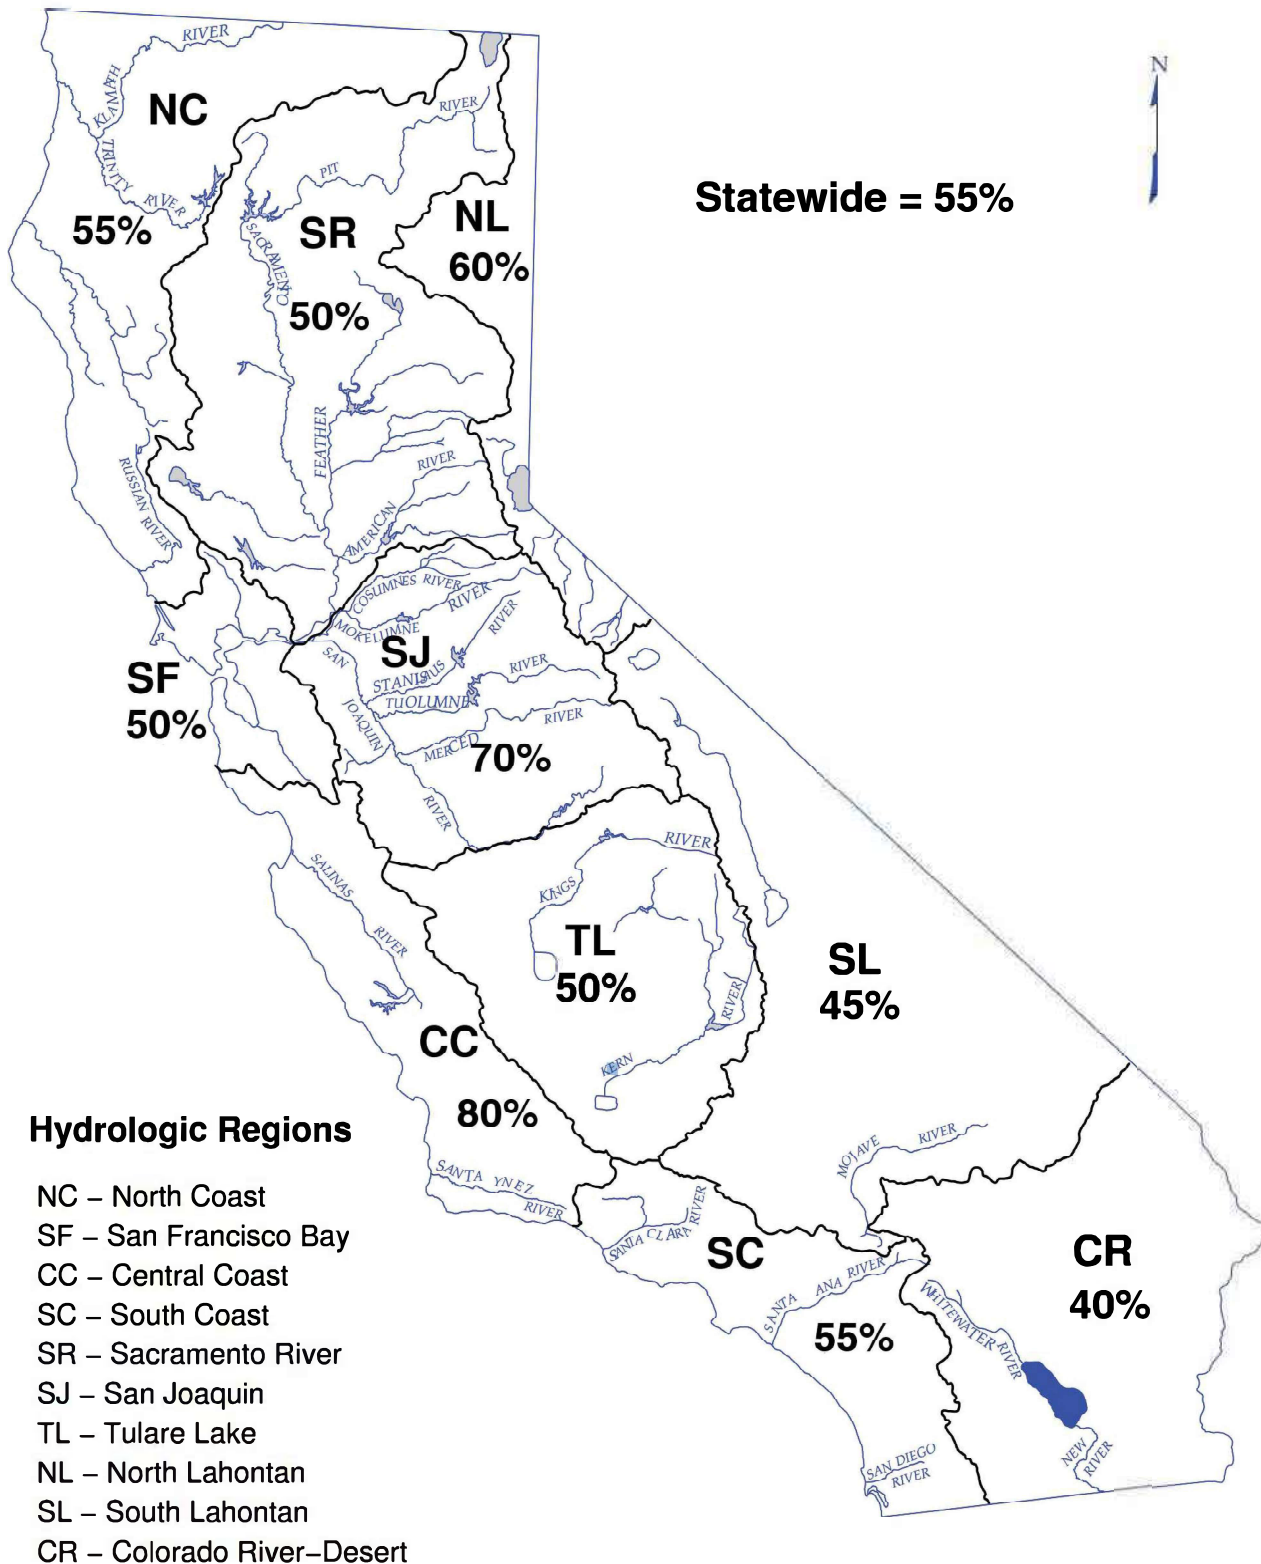 RIVER
N
KLAMATH
NC
RIVER
Statewide = 55%
TRINITY
RIVER
PIT
55%
SR
NL
60%
SACRAMENTO
50%
FEATHER
RIVER
AMERICAN
RUSSIAN RIVER
COSUMNES RIVER
RIVER
MOKELUMNE
RIVER
SJ
SAN
SF
50%
STANISLAUS
RIVER
TUOLUMNE
JOAQUIN
MERCED
RIVER
70%
RIVER
RIVER
SALINAS
KINGS
RIVER
TL
50%
SL
45%
RIVER
CC
KERN
80%
Hydrologic Regions
MOJAVE
RIVER
SANTA YNEZ
RIVER
NC – North Coast
SF – San Francisco Bay
CC – Central Coast
SC – South Coast
SR – Sacramento River
SJ – San Joaquin
TL – Tulare Lake
NL – North Lahontan
SL – South Lahontan
CR – Colorado River–Desert
SANTA CLARA RIVER
SC
CR
40%
SANTA ANA RIVER
55%
WHITEWATER RIVER
NEW
RIVER
SAN DIEGO
RIVER